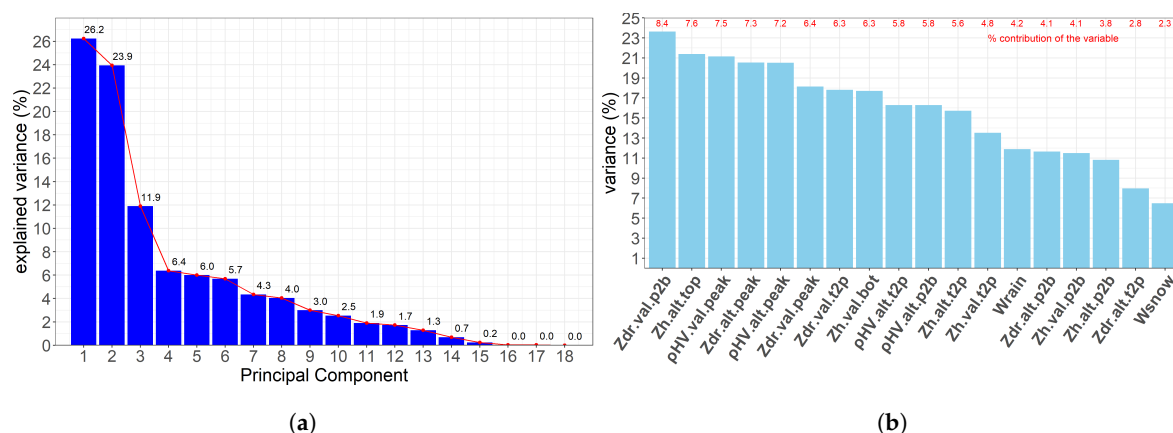 26
24
22
20
18
16
14
12
10
8
6
4
2
0
explained variance (%)
26.2
23.9
11.9
6.4
6.0
5.7
4.3
4.0
3.0
2.5
1.9
1.7
1.3
0.7
0.2
0.0
0.0
0.0
1 2 3 4 5 6 7 8 9 10 11 12 13 14 15 16 17 18
Principal Component
(a)
25
23
21
19
17
15
13
11
9
7
5
3
1
variance (%)
8.4 7.6 7.5 7.3 7.2 6.4 6.3 6.3 5.8 5.8 5.6 4.8 4.2 4.1 4.1 3.8 2.8 2.3
% contribution of the variable
Zdr.val.p2b
Zh.alt.top
ρHV.val.peak
Zdr.alt.peak
ρHV.alt.peak
Zdr.val.peak
Zdr.val.t2p
Zh.val.bot
ρHV.alt.t2p
ρHV.alt.p2b
Zh.alt.t2p
Zh.val.t2p
Wrain
Zdr.alt.p2b
Zh.val.p2b
Zh.alt.p2b
Zdr.alt.t2p
Wsnow
(b)